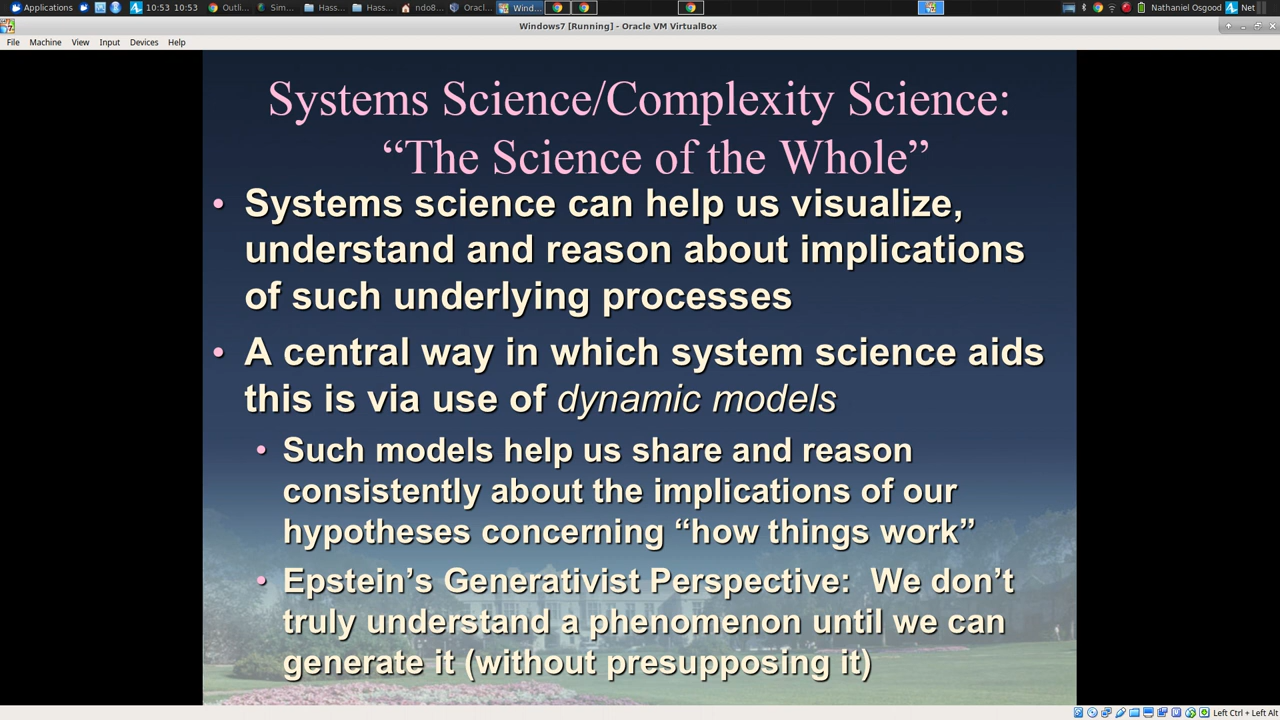 Applications 10:53 10:53 Outli... Sim... Hass... Hass... ndo8... Oracl... Wind... Nathaniel Osgood Net
Windows7 [Running] - Oracle VM VirtualBox
File Machine View Input Devices Help
Systems Science/Complexity Science:
“The Science of the Whole”
• Systems science can help us visualize,
understand and reason about implications
of such underlying processes
• A central way in which system science aids
this is via use of dynamic models
• Such models help us share and reason
consistently about the implications of our
hypotheses concerning “how things work”
• Epstein’s Generativist Perspective: We don’t
truly understand a phenomenon until we can
generate it (without presupposing it)
Left Ctrl + Left Alt